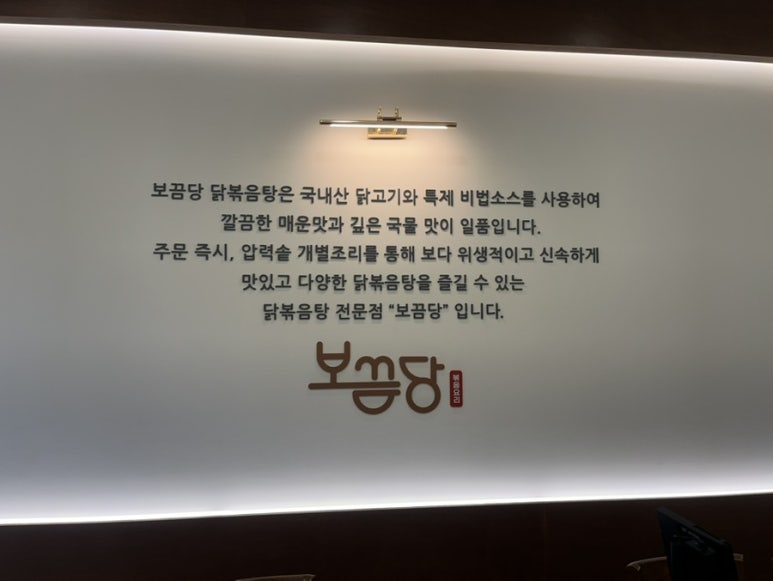 보끔당 닭볶음탕은 국내산 닭고기와 특제 비법소스를 사용하여
깔끔한 매운맛과 깊은 국물 맛이 일품입니다.
주문 즉시, 압력솥 개별조리를 통해 보다 위생적이고 신속하게
맛있고 다양한 닭볶음탕을 즐길 수 있는
닭볶음탕 전문점 “보끔당” 입니다.
보끔당
볶음요리